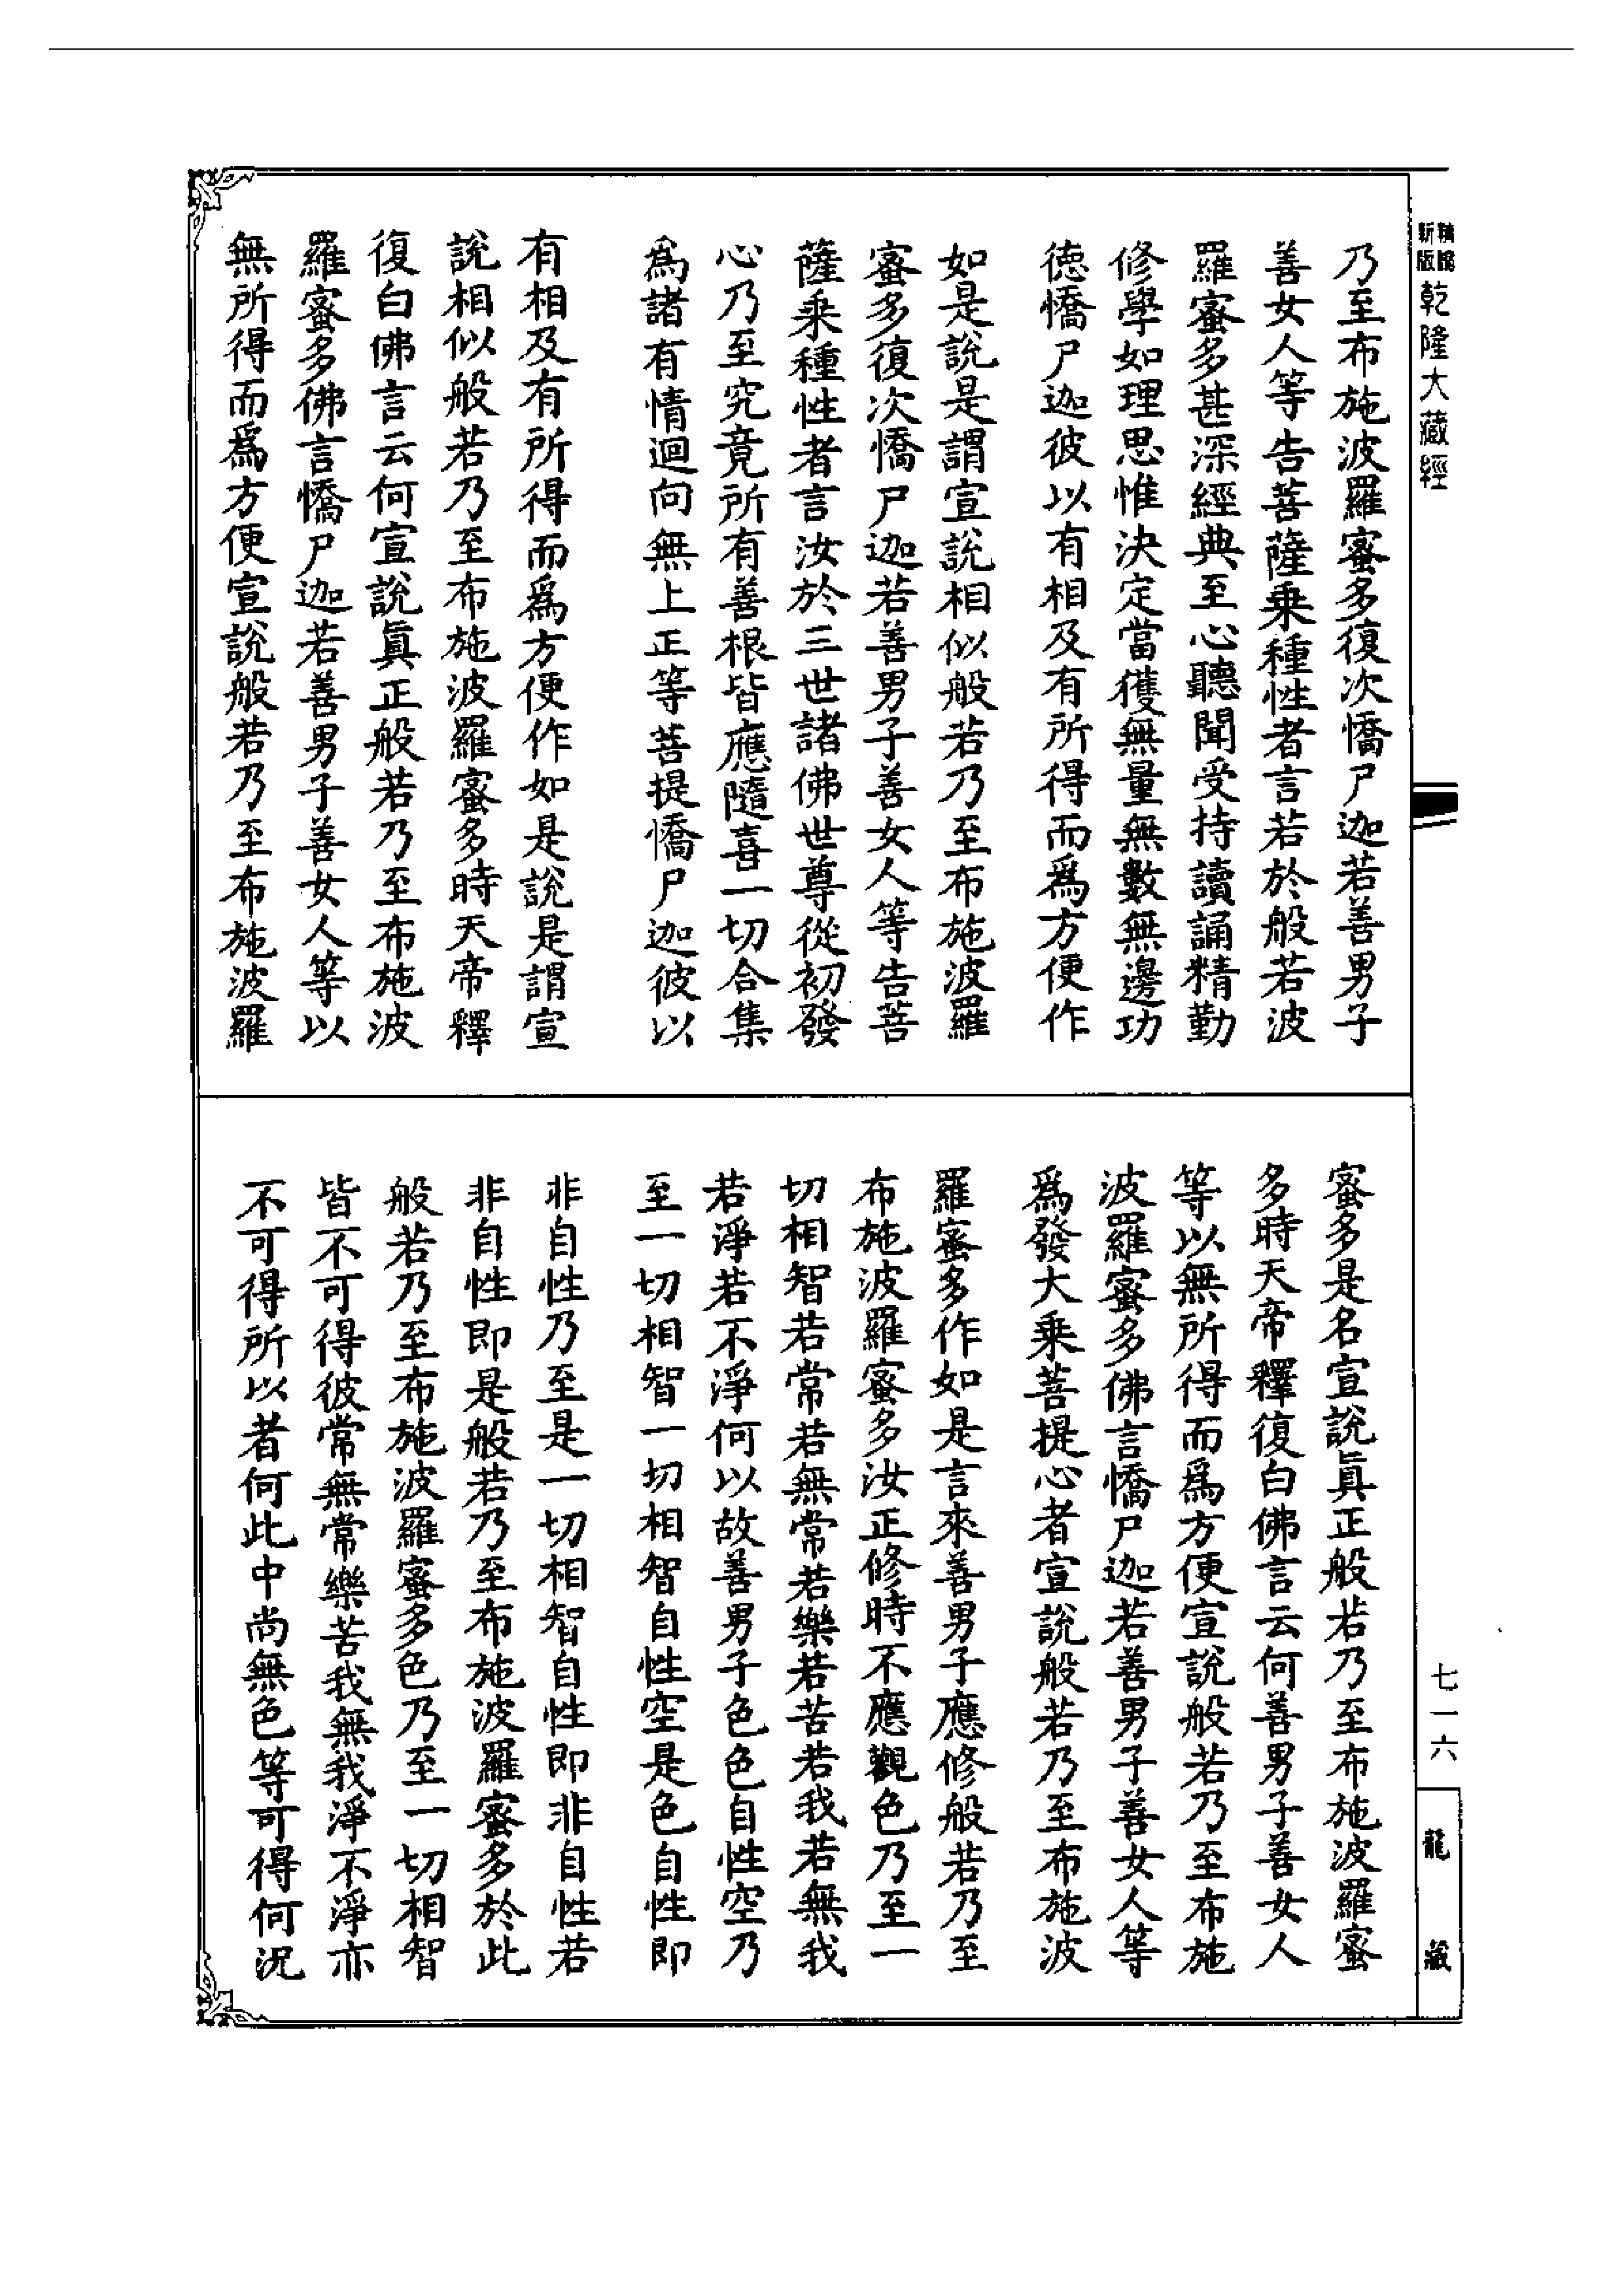 新版
精縮
乾隆大藏經
乃至布施波羅蜜多復次憍尸迦若善男子
善女人等告菩薩乘種性者言若於般若波
羅蜜多甚深經典至心聽聞受持讀誦精勤
修學如理思惟決定當獲無量無數無邊功
德憍尸迦彼以有相及有所得而為方便作
如是說是謂宣說相似般若乃至布施波羅
蜜多復次憍尸迦若善男子善女人等告菩
薩乘種性者言汝於三世諸佛世尊從初發
心乃至究竟所有善根皆應隨喜一切合集
為諸有情迴向無上正等菩提憍尸迦彼以
有相及有所得而為方便作如是說是謂宣
說相似般若乃至布施波羅蜜多時天帝釋
復白佛言云何宣說真正般若乃至布施波
羅蜜多佛言憍尸迦若善男子善女人等以
無所得而為方便宣說般若乃至布施波羅
蜜多是名宣說真正般若乃至布施波羅蜜
多時天帝釋復白佛言云何善男子善女人
等以無所得而為方便宣說般若乃至布施
波羅蜜多佛言憍尸迦若善男子善女人等
為發大乘菩提心者宣說般若乃至布施波
羅蜜多作如是言來善男子應修般若乃至
布施波羅蜜多汝正修時不應觀色乃至一
切相智若常若無常若樂若苦若我若無我
若淨若不淨何以故善男子色色自性空乃
至一切相智一切相智自性空是色自性即
非自性乃至是一切相智自性即非自性若
非自性即是般若乃至布施波羅蜜多於此
般若乃至布施波羅蜜多色乃至一切相智
皆不可得彼常無常樂苦我無我淨不淨亦
不可得所以者何此中尚無色等可得何況
七一六
龍藏